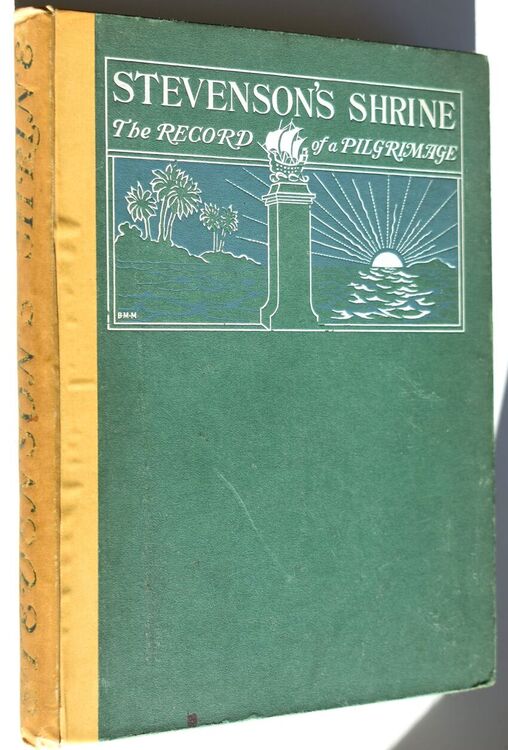 STEVENSON'S SHRINE
The RECORD of a PILGRIMAGE
B·M·M